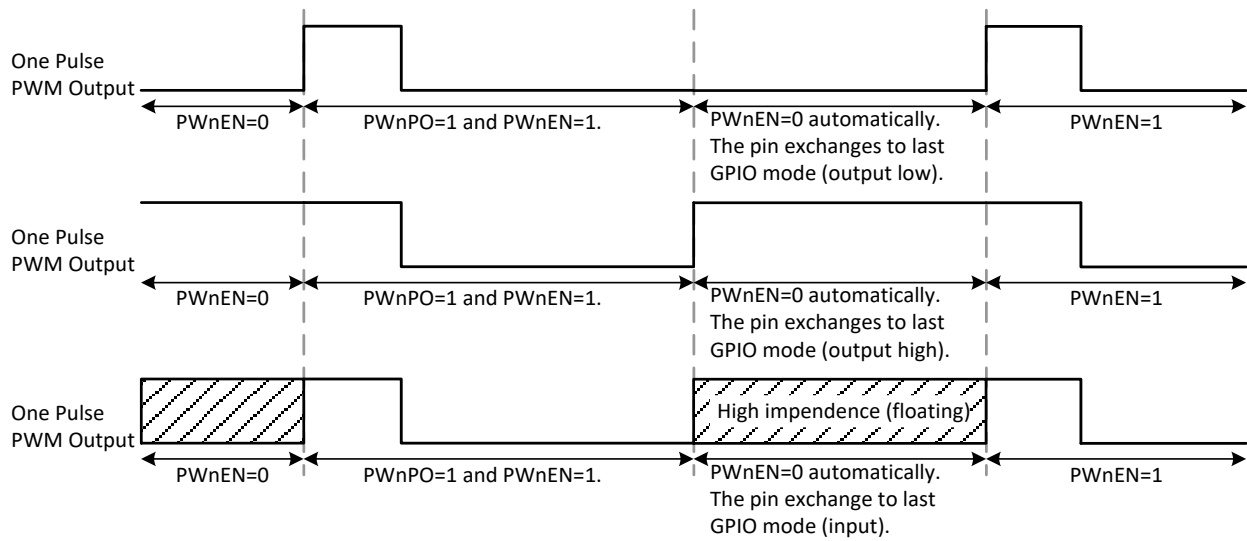 One Pulse
PWM Output
PWnEN=0
PWnPO=1 and PWnEN=1.
PWnEN=0 automatically.
The pin exchanges to last
GPIO mode (output low).
PWnEN=1
One Pulse
PWM Output
PWnEN=0
PWnPO=1 and PWnEN=1.
PWnEN=0 automatically.
The pin exchanges to last
GPIO mode (output high).
PWnEN=1
One Pulse
PWM Output
High impendence (floating)
PWnEN=0
PWnPO=1 and PWnEN=1.
PWnEN=0 automatically.
The pin exchange to last
GPIO mode (input).
PWnEN=1